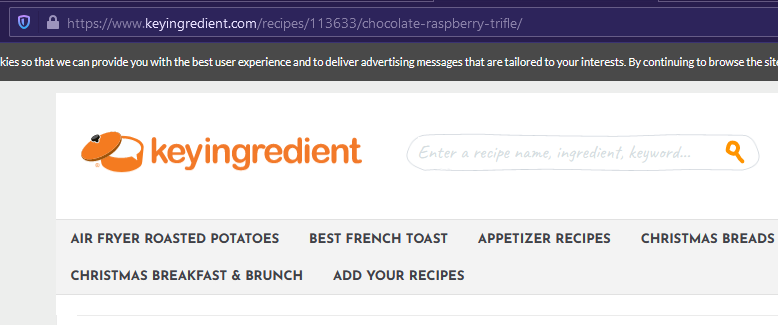 https://www.keyingredient.com/recipes/113633/chocolate-raspberry-trifle/
so that we can provide you with the best user experience and to deliver advertising messages that are tailored to your interests. By continuing to browse the
keyingredient
Enter a recipe name, ingredient, keyword...
AIR FRYER ROASTED POTATOES BEST FRENCH TOAST APPETIZER RECIPES CHRISTMAS BREADS
CHRISTMAS BREAKFAST & BRUNCH ADD YOUR RECIPES